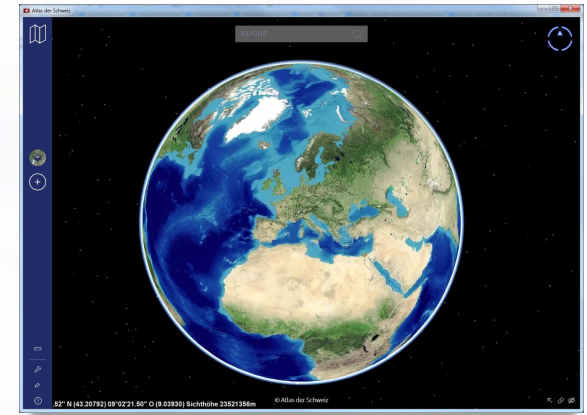 Atlas der Schweiz
SUCHE
.52" N (43.20792) 09°02'21.50" O (9.03930) Sichthöhe 23521356m
© Atlas der Schweiz